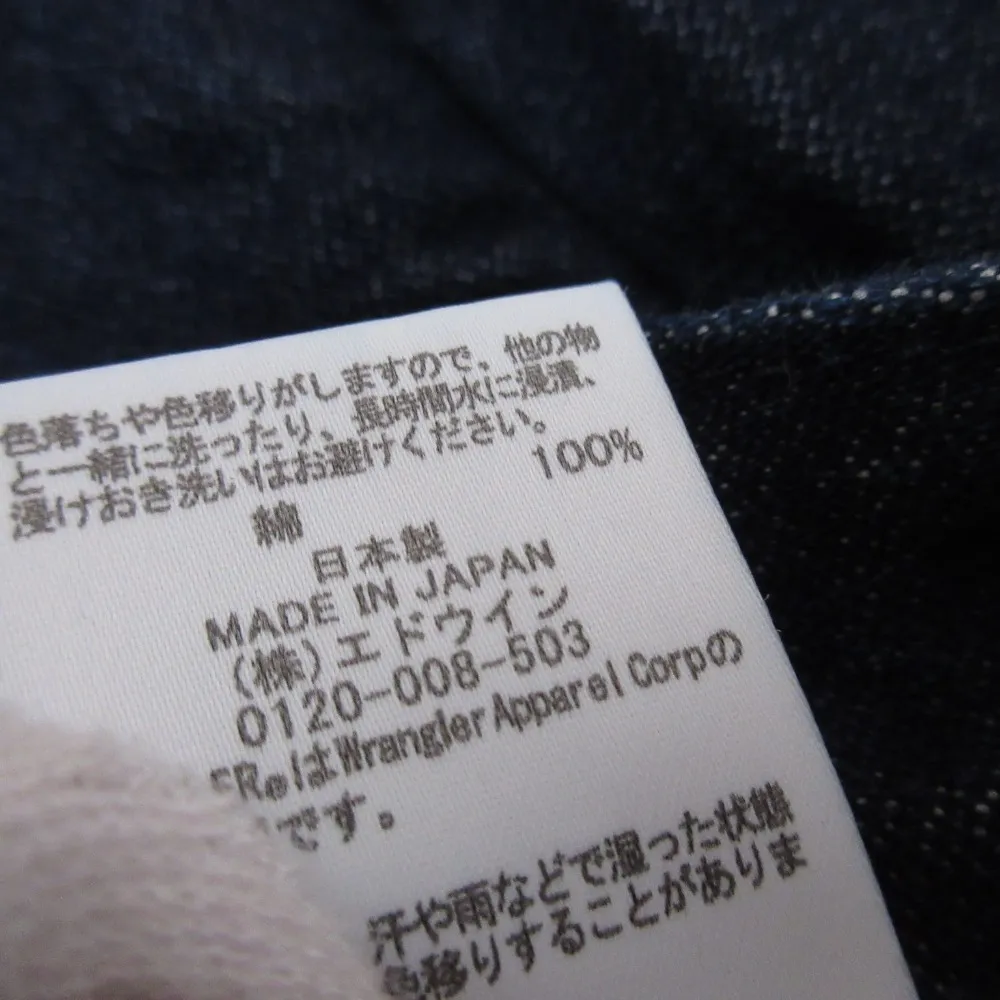 色落ちや色移りがしますので、他の物
と一緒に洗ったり、長時間水に浸漬、
浸けおき洗いはお避けください。
綿 100%
日本製
MADE IN JAPAN
(株)エドウイン
0120-008-503
はWrangler Apparel Corpの
です。
汗や雨などで湿った状態
色移りすることがありま